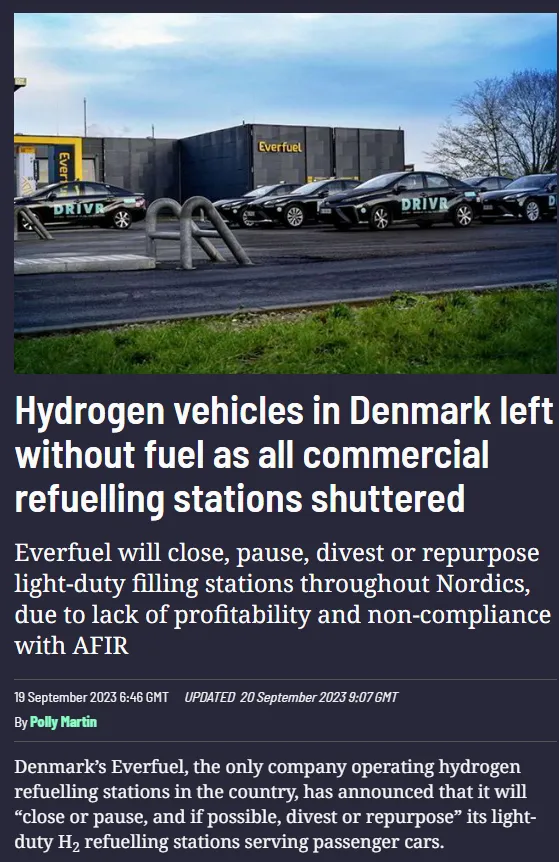 Everfuel
Everf
DRIVR
DRIVR
Hydrogen vehicles in Denmark left
without fuel as all commercial
refuelling stations shuttered
Everfuel will close, pause, divest or repurpose
light-duty filling stations throughout Nordics,
due to lack of profitability and non-compliance
with AFIR
19 September 2023 6:46 GMT UPDATED 20 September 2023 9:07 GMT
By Polly Martin
Denmark’s Everfuel, the only company operating hydrogen
refuelling stations in the country, has announced that it will
“close or pause, and if possible, divest or repurpose” its light-
duty H₂ refuelling stations serving passenger cars.